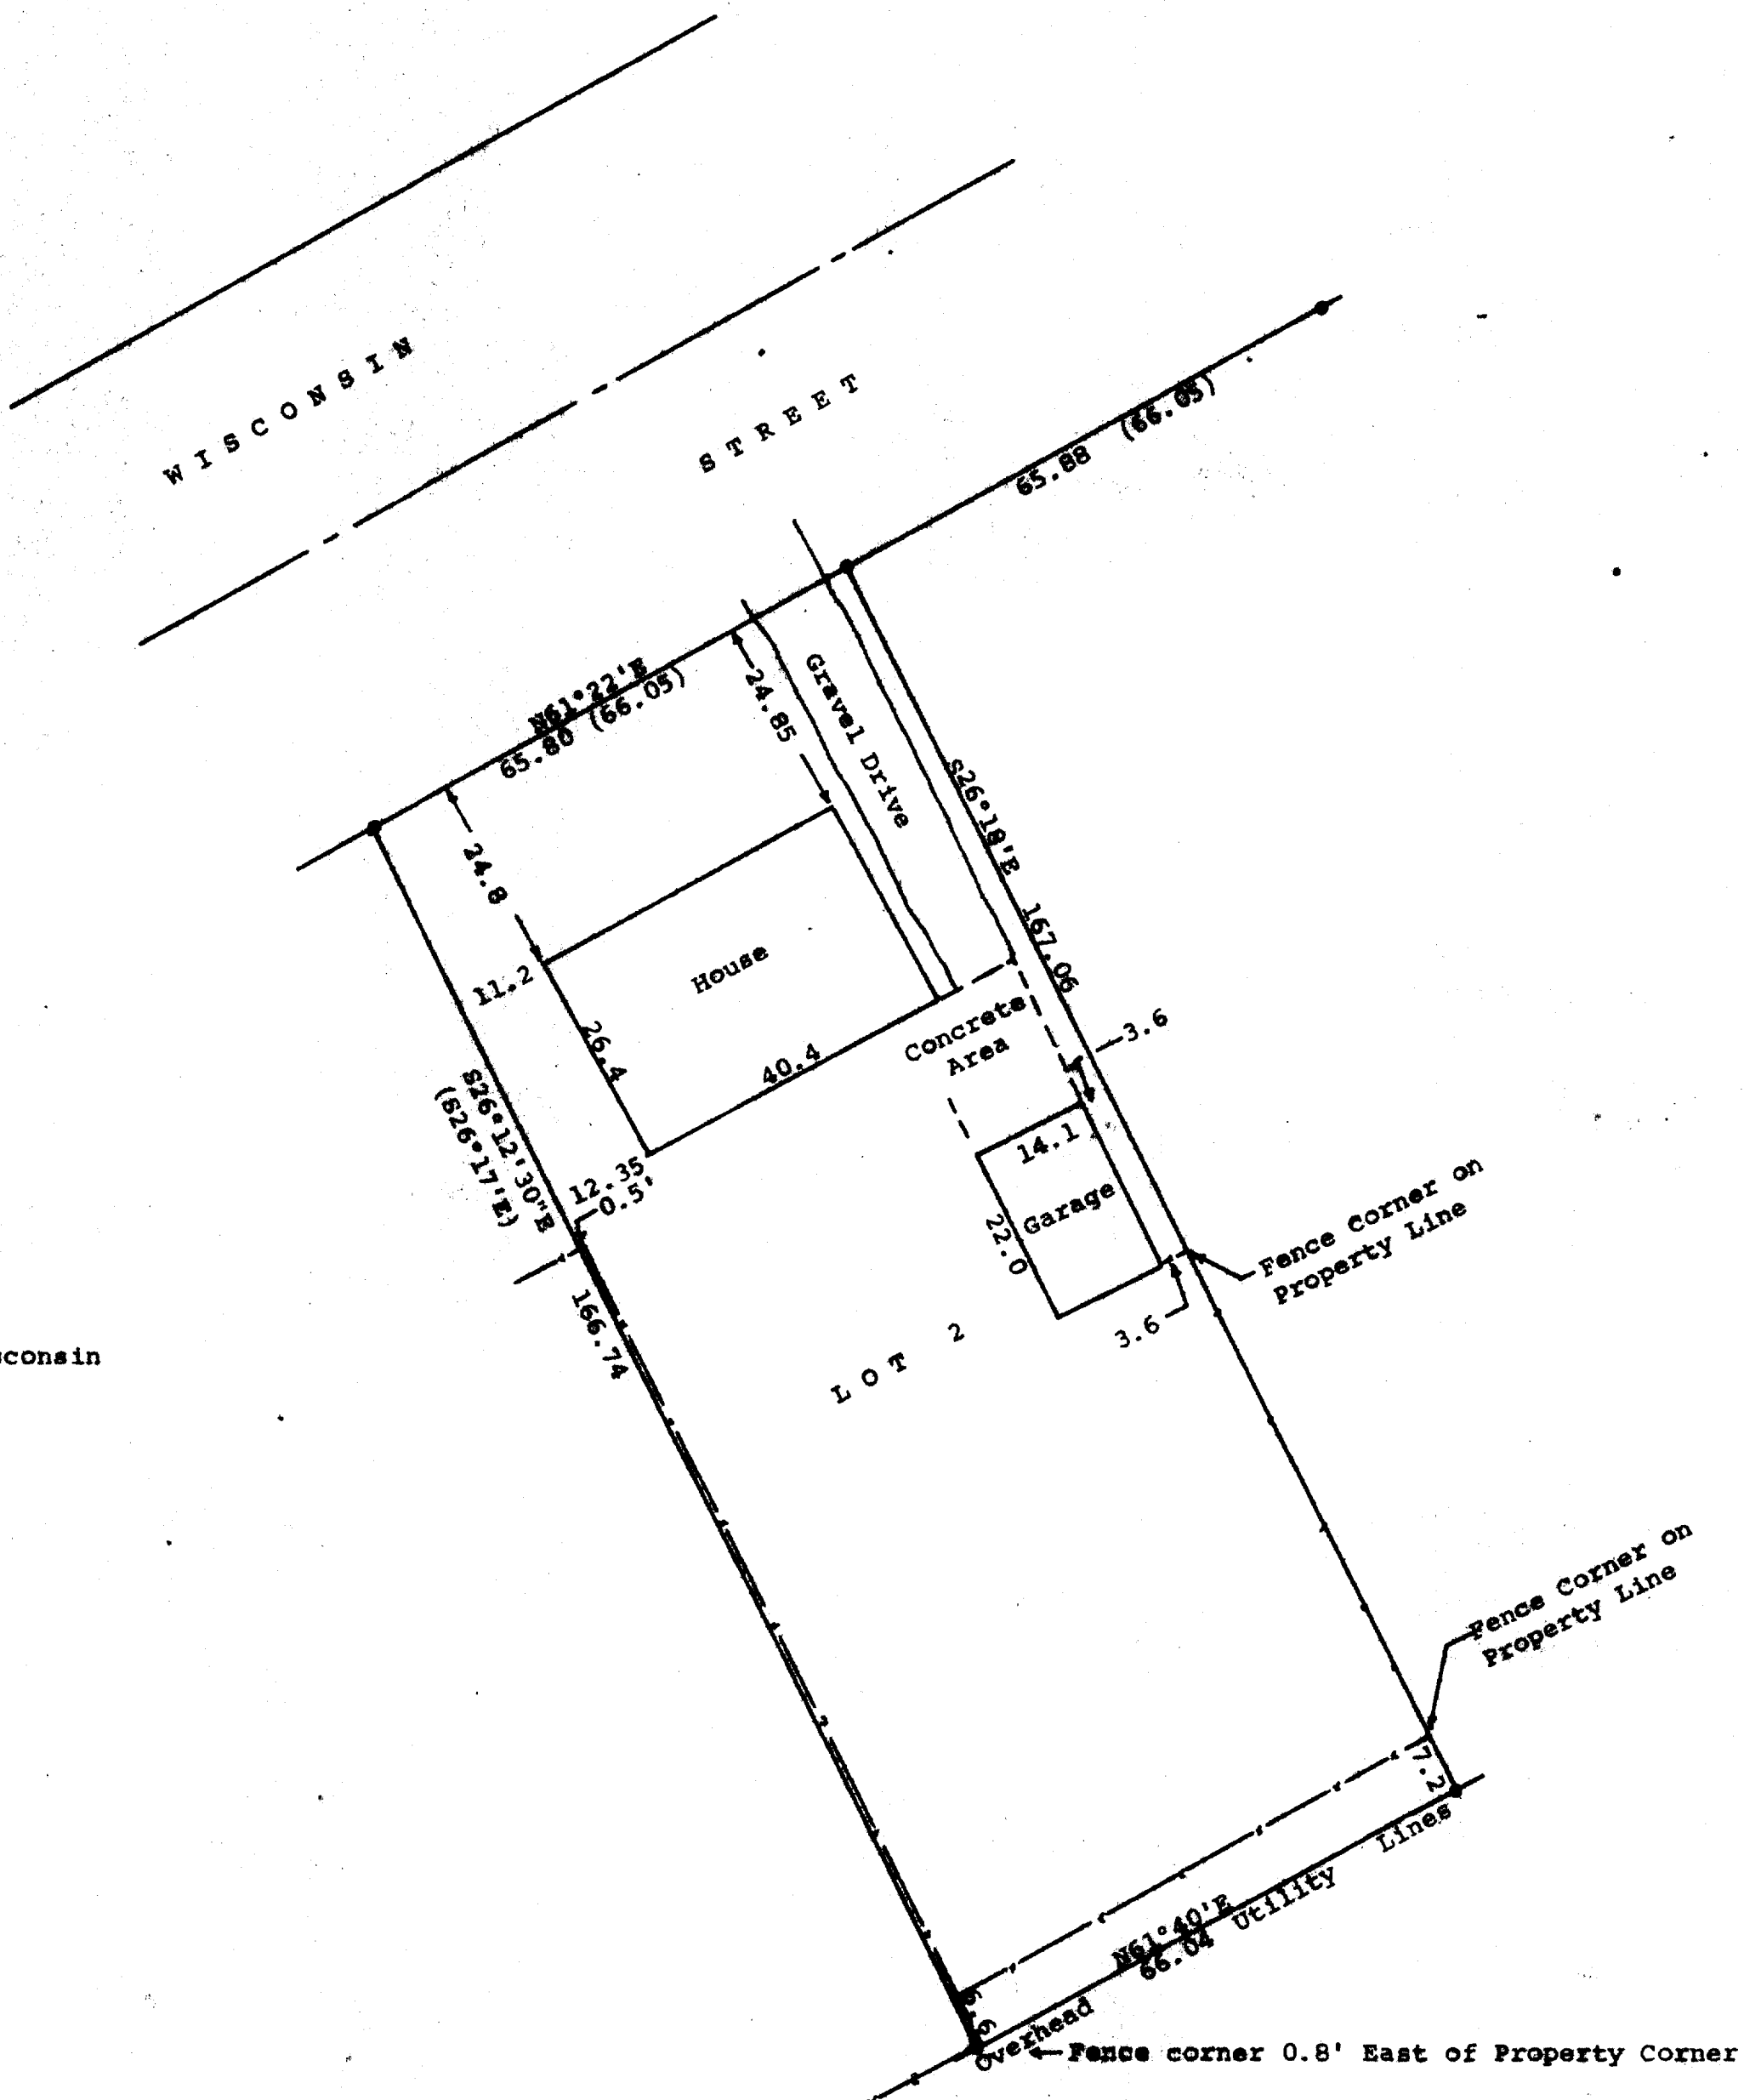 WISCONSIN
STREET
65.88 (66.05)
N61°22'E
65.80 (66.05)
24.85
Gravel Drive
S26°18'E 167.06
24.8
11.2
House
26.4
40.4
Concrete
Area
3.6
14.1
Garage
22.0
3.6
S26°12'30"E
(S26°17'E)
12.35
0.5'
166.74
Fence Corner on
Property Line
LOT 2
sconsin
Fence Corner on
Property Line
7.2
N61°40'E
66.04
Overhead Utility Lines
Fence corner 0.8' East of Property Corner